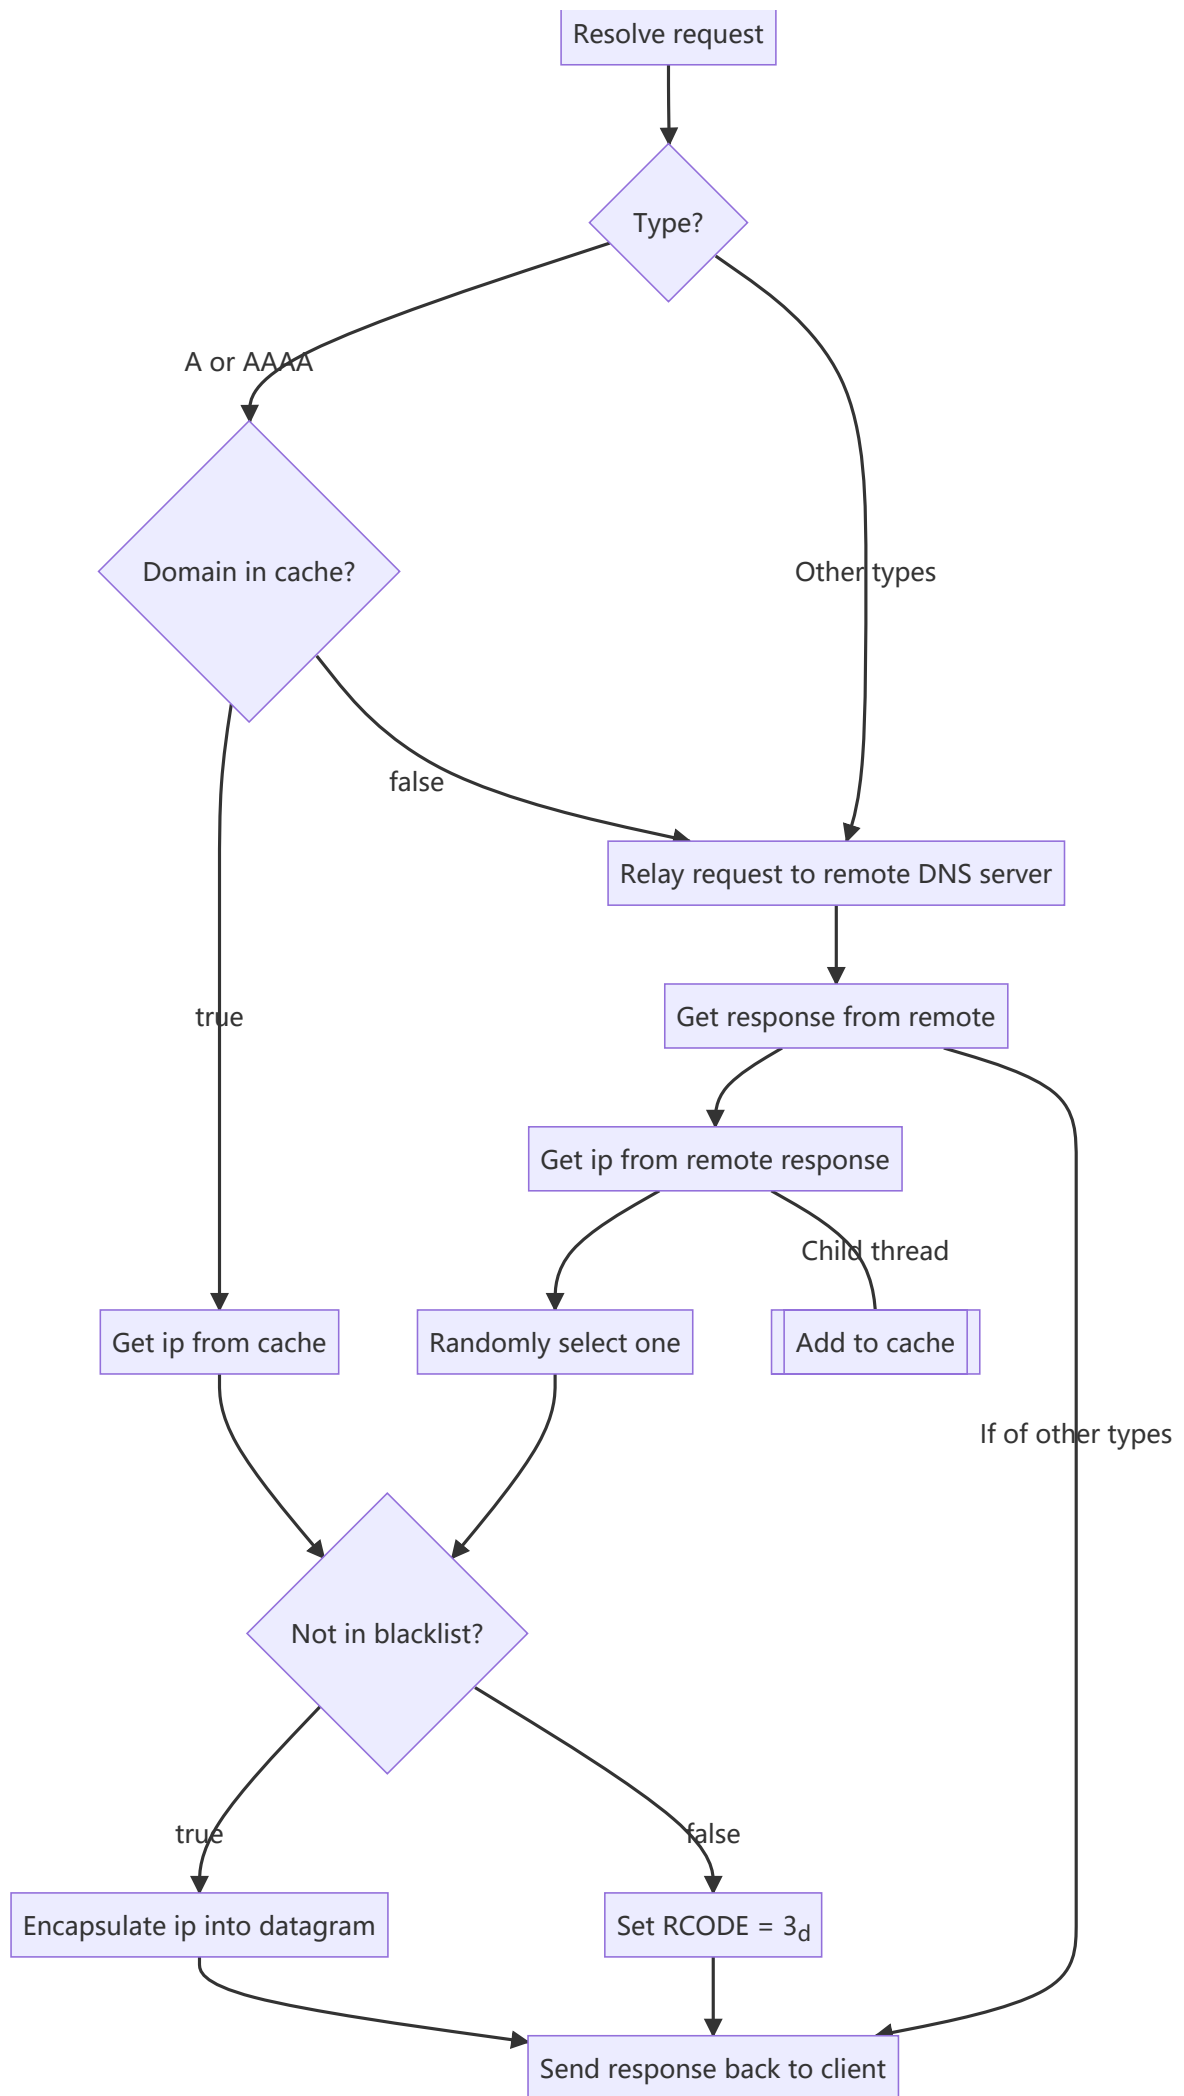 Resolve request
Type?
A or AAAA
Domain in cache?
Other types
false
Relay request to remote DNS server
true
Get response from remote
Get ip from remote response
Child thread
Get ip from cache
Randomly select one
Add to cache
If of other types
Not in blacklist?
true
false
Encapsulate ip into datagram
Set RCODE = 3d
Send response back to client